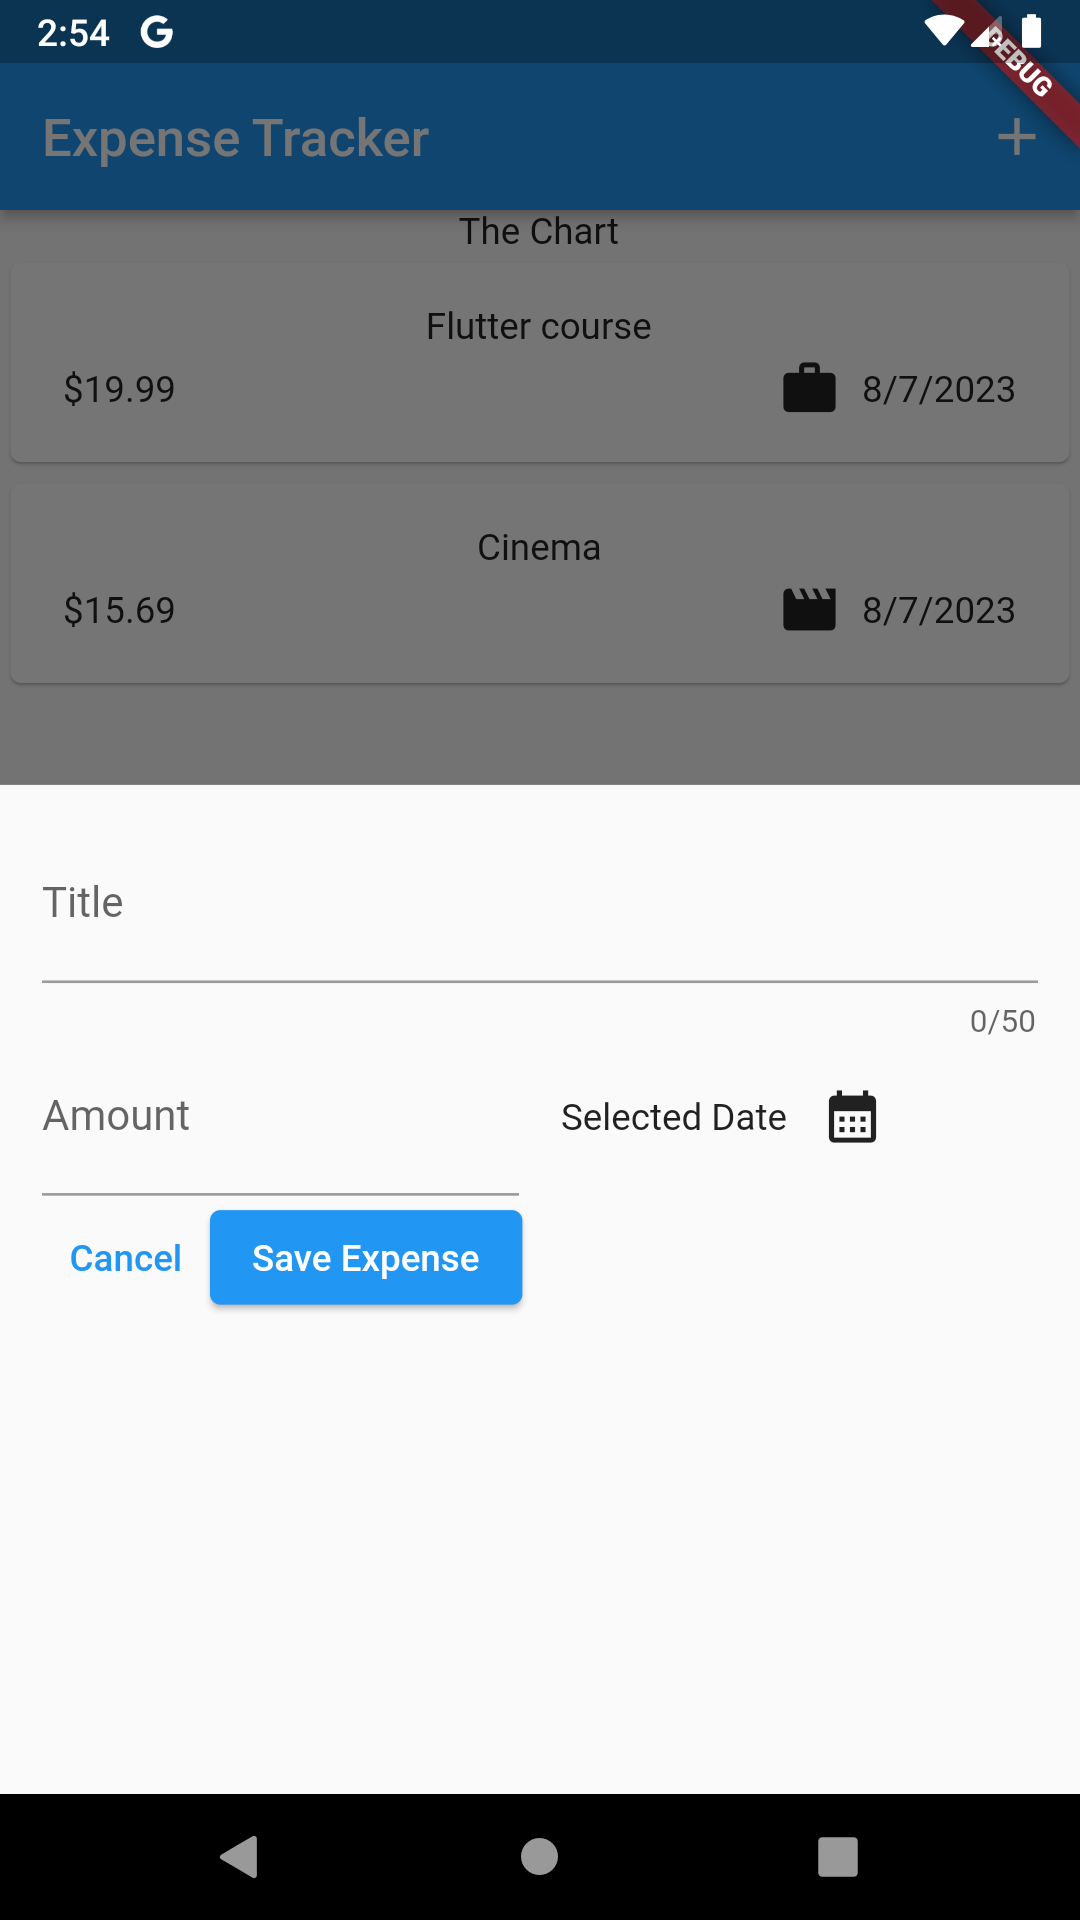 2:54 G
DEBUG
Expense Tracker
The Chart
Flutter course
$19.99 8/7/2023
Cinema
$15.69 8/7/2023
Title
0/50
Amount Selected Date
Cancel Save Expense